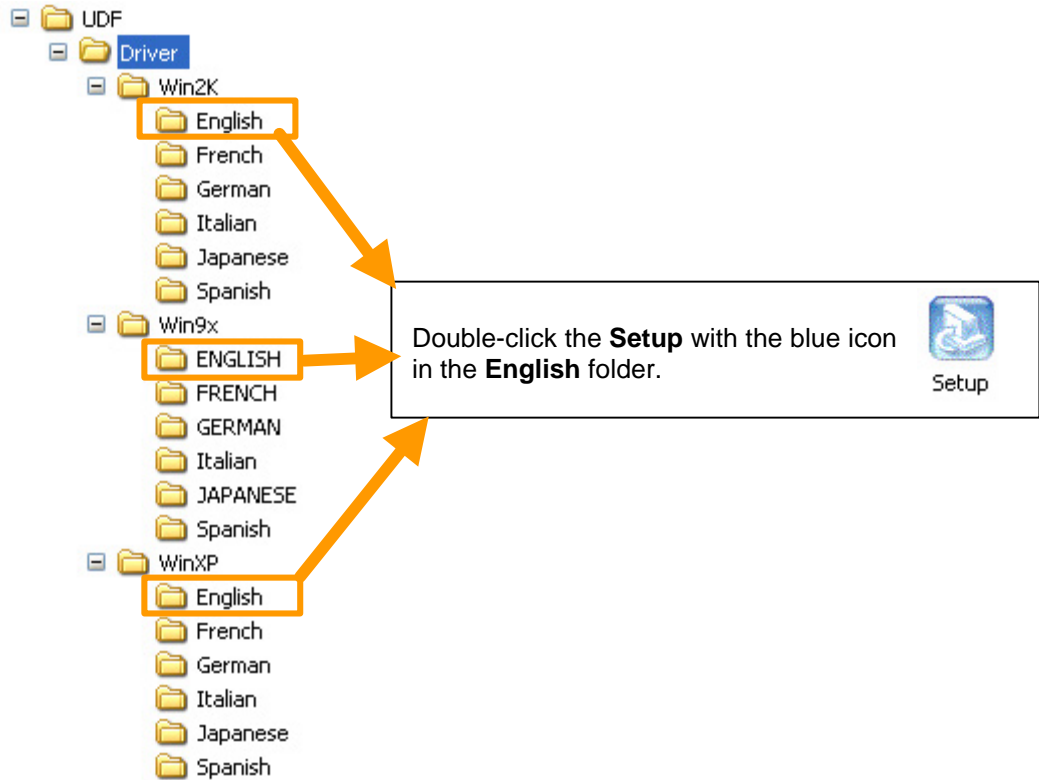 UDF
Driver
Win2K
English
French
German
Italian
Japanese
Spanish
Win9x
ENGLISH
FRENCH
GERMAN
Italian
JAPANESE
Spanish
WinXP
English
French
German
Italian
Japanese
Spanish
Double-click the Setup with the blue icon
in the English folder.
Setup